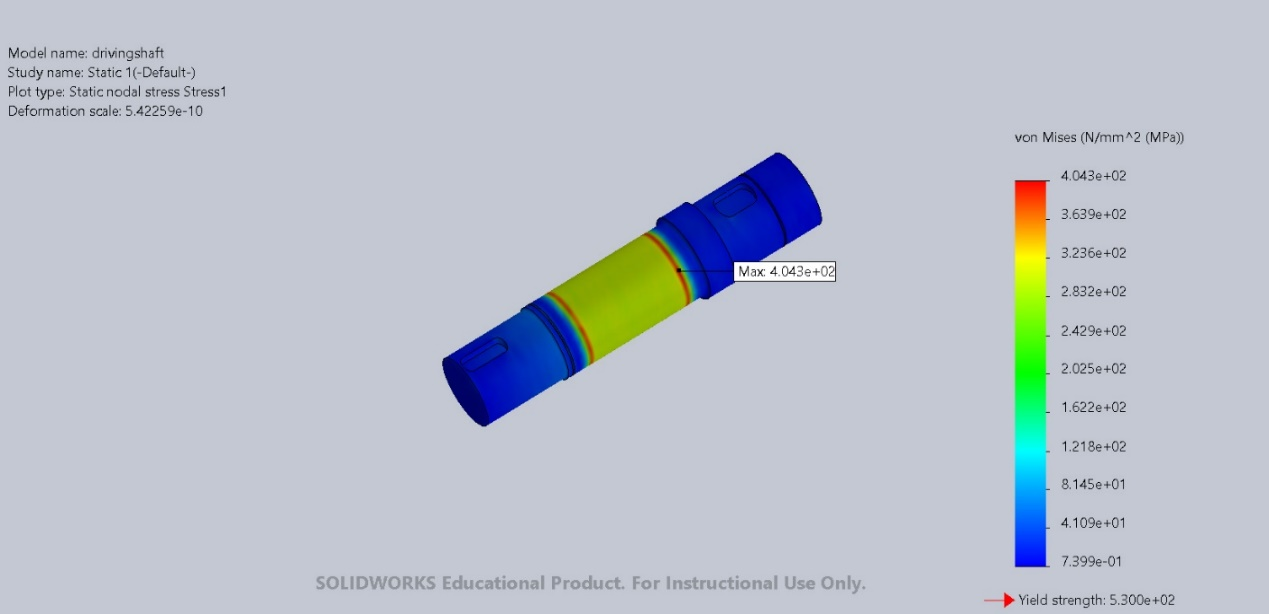 Model name: drivingshaft
Study name: Static 1(-Default-)
Plot type: Static nodal stress Stress1
Deformation scale: 5.42259e-10
von Mises (N/mm^2 (MPa))
4.043e+02
3.639e+02
3.236e+02
2.832e+02
2.429e+02
2.025e+02
1.622e+02
1.218e+02
8.145e+01
4.109e+01
7.399e-01
Yield strength: 5.300e+02
Max: 4.043e+02
SOLIDWORKS Educational Product. For Instructional Use Only.